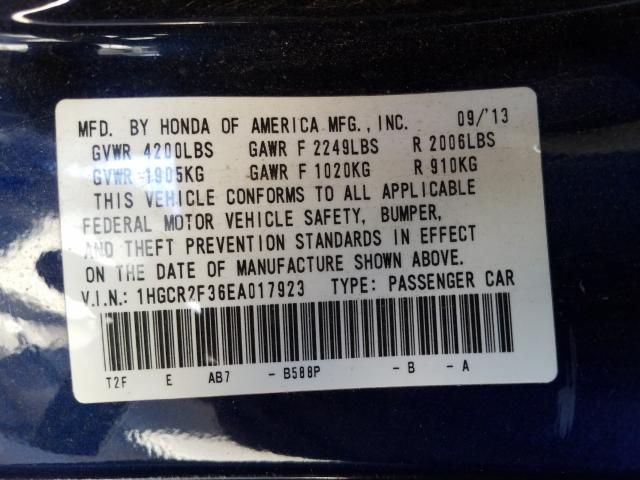 MFD. BY HONDA OF AMERICA MFG., INC. 09/'13
GVWR 4200LBS GAWR F 2249LBS R 2006LBS
GVWR 1905KG GAWR F 1020KG R 910KG
THIS VEHICLE CONFORMS TO ALL APPLICABLE
FEDERAL MOTOR VEHICLE SAFETY, BUMPER,
AND THEFT PREVENTION STANDARDS IN EFFECT
ON THE DATE OF MANUFACTURE SHOWN ABOVE.
V.I.N.: 1HGCR2F36EA017923 TYPE: PASSENGER CAR
T2F E AB7 - B588P - B - A